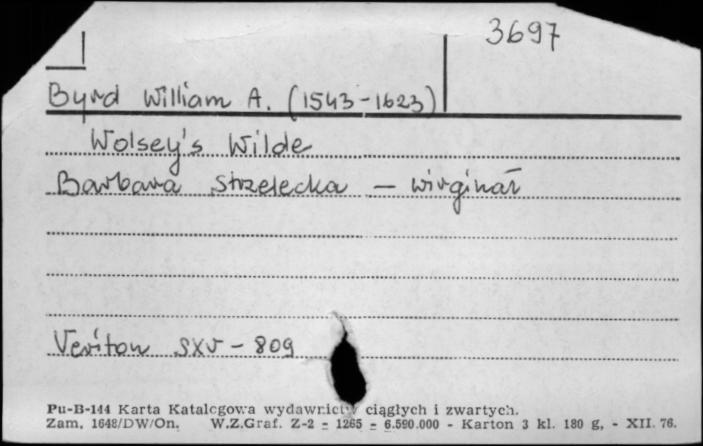 3697
Byrd William A. (1543-1623)
Wolsey's Wilde
Barbara Strzelecka - wirginał
Veriton SXV - 809
Pu-B-144 Karta Katalogowa wydawnictw ciągłych i zwartych.
Zam. 1648/DW/On. W.Z.Graf. Z-2 = 1265 = 6.590.000 - Karton 3 kl. 180 g, - XII. 76.